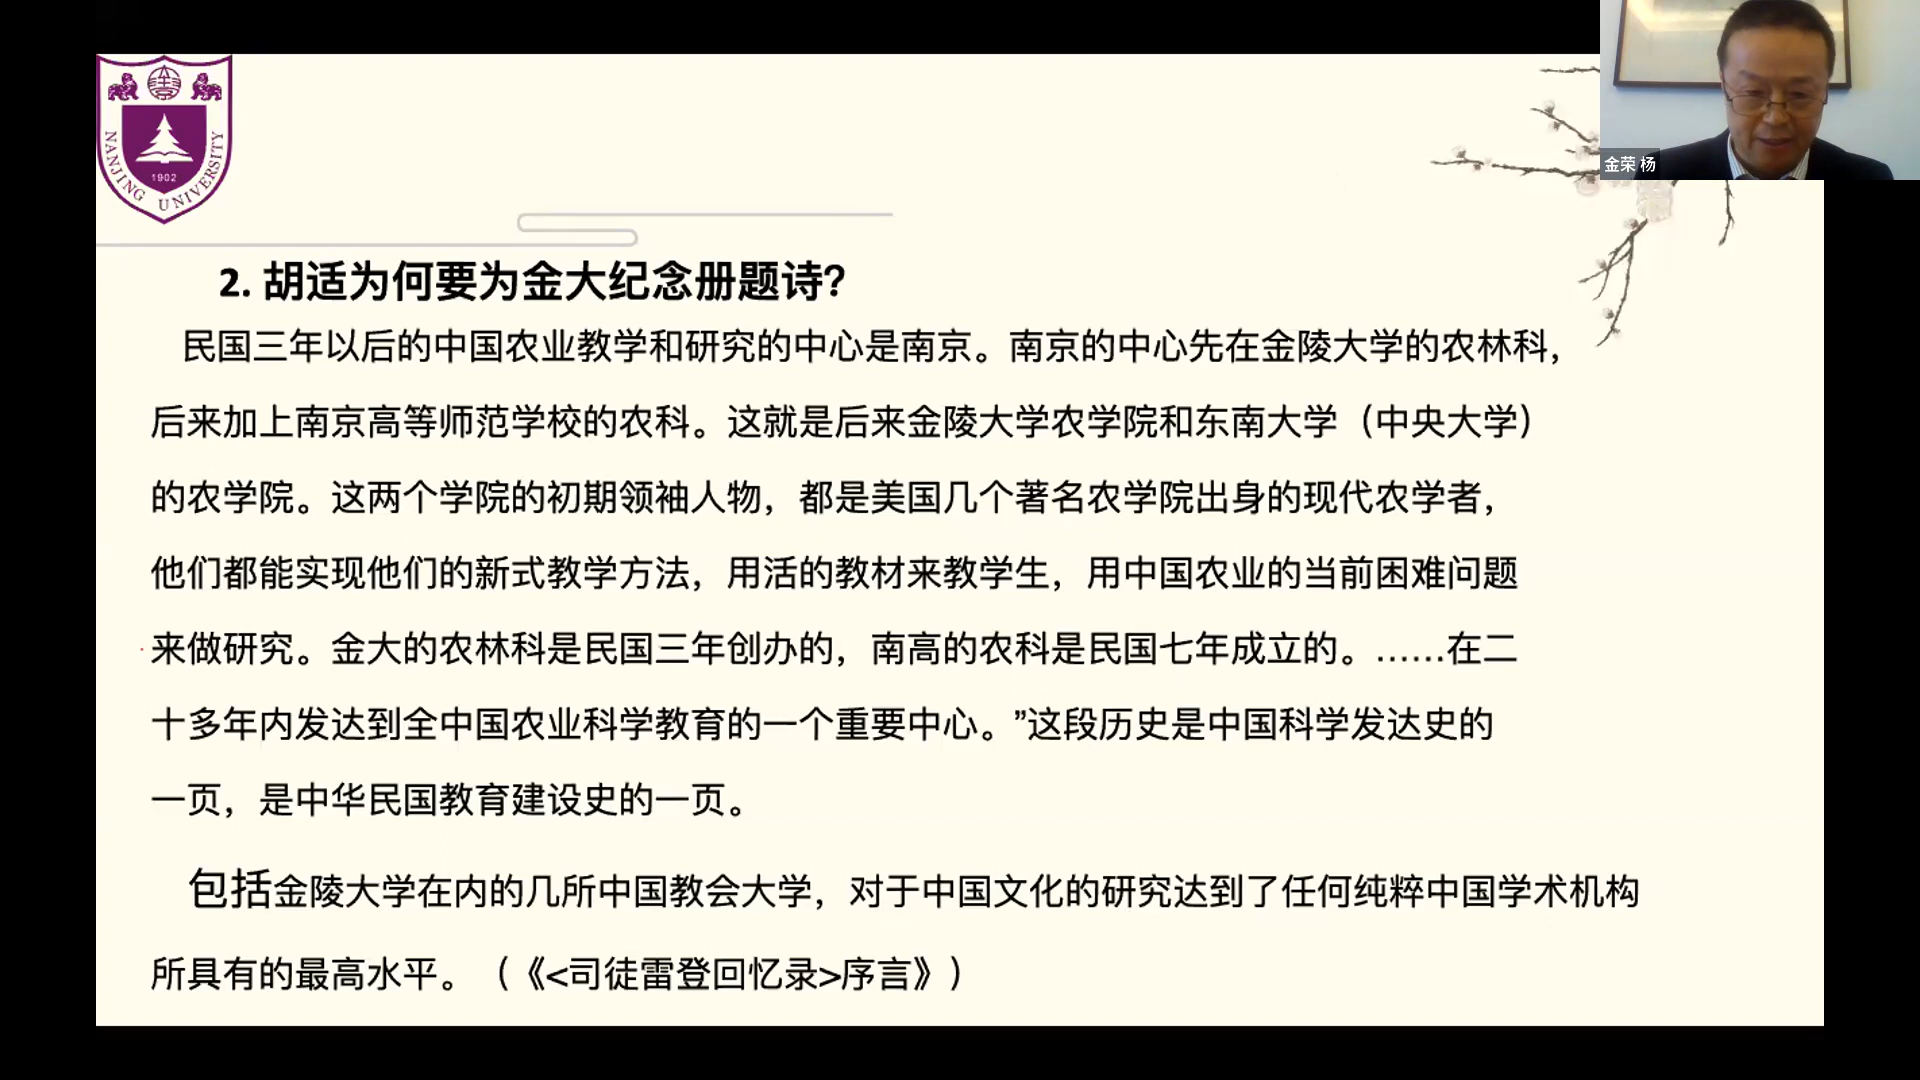 NANJING UNIVERSITY
1902
金荣 杨
2. 胡适为何要为金大纪念册题诗?
民国三年以后的中国农业教学和研究的中心是南京。南京的中心先在金陵大学的农林科，
后来加上南京高等师范学校的农科。这就是后来金陵大学农学院和东南大学（中央大学）
的农学院。这两个学院的初期领袖人物，都是美国几个著名农学院出身的现代农学者，
他们都能实现他们的新式教学方法，用活的教材来教学生，用中国农业的当前困难问题
来做研究。金大的农林科是民国三年创办的，南高的农科是民国七年成立的。……在二
十多年内发达到全中国农业科学教育的一个重要中心。”这段历史是中国科学发达史的
一页，是中华民国教育建设史的一页。
包括金陵大学在内的几所中国教会大学，对于中国文化的研究达到了任何纯粹中国学术机构
所具有的最高水平。（《<司徒雷登回忆录>序言》）